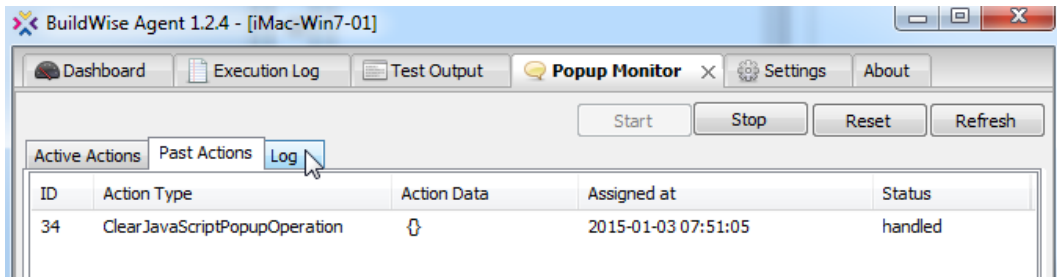 BuildWise Agent 1.2.4 - [iMac-Win7-01]
Dashboard Execution Log Test Output Popup Monitor Settings About
Start Stop Reset Refresh
Active Actions Past Actions Log
ID Action Type Action Data Assigned at Status
34 ClearJavaScriptPopupOperation {} 2015-01-03 07:51:05 handled